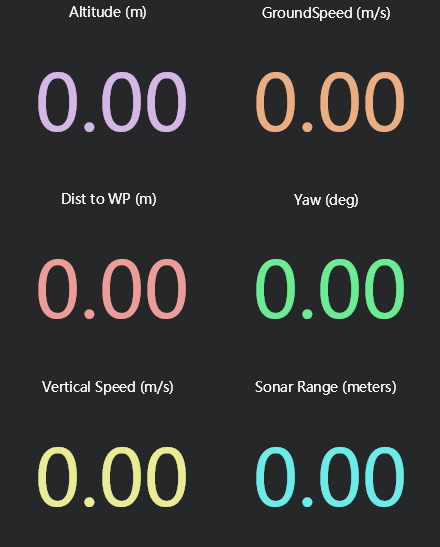 Altitude (m)
GroundSpeed (m/s)
0.00
0.00
Dist to WP (m)
Yaw (deg)
0.00
0.00
Vertical Speed (m/s)
Sonar Range (meters)
0.00
0.00